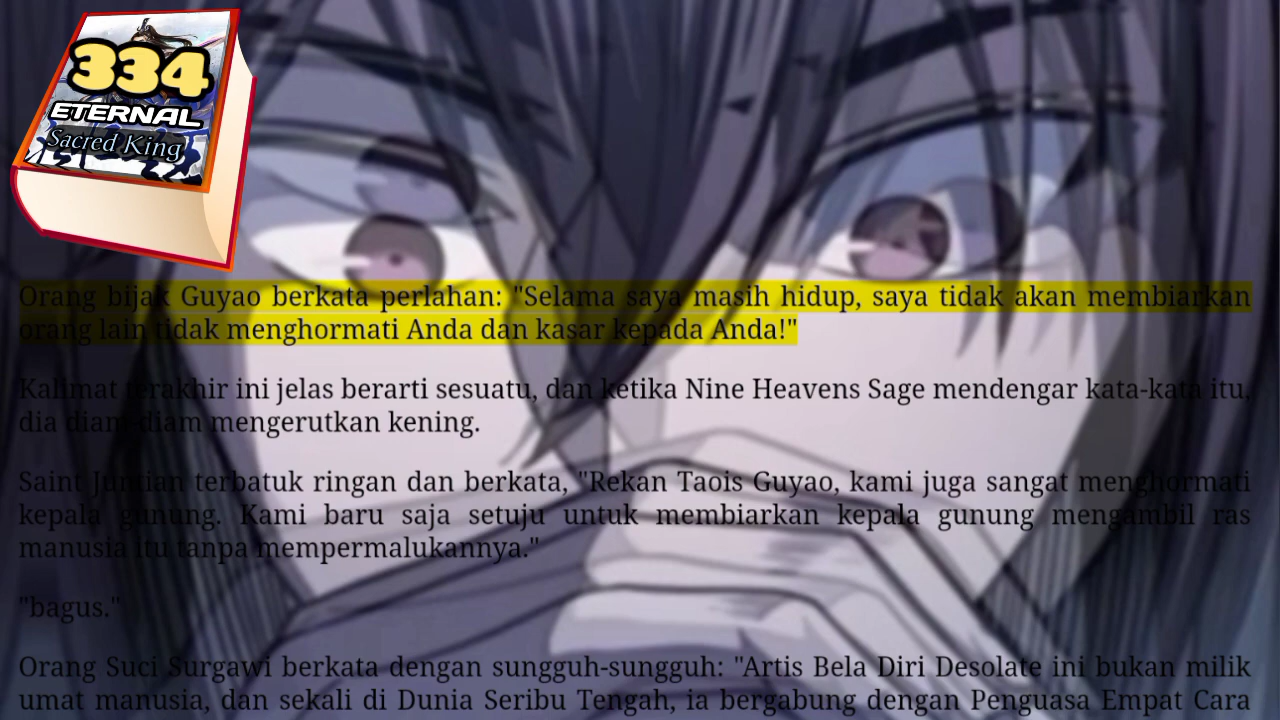 334
ETERNAL
Sacred King
Orang bijak Guyao berkata perlahan: "Selama saya masih hidup, saya tidak akan membiarkan
orang lain tidak menghormati Anda dan kasar kepada Anda!"
Kalimat terakhir ini jelas berarti sesuatu, dan ketika Nine Heavens Sage mendengar kata-kata itu,
dia diam-diam mengerutkan kening.
Saint Juntian terbatuk ringan dan berkata, "Rekan Taois Guyao, kami juga sangat menghormati
kepala gunung. Kami baru saja setuju untuk membiarkan kepala gunung mengambil ras
manusia itu tanpa mempermalukannya."
"bagus."
Orang Suci Surgawi berkata dengan sungguh-sungguh: "Artis Bela Diri Desolate ini bukan milik
umat manusia, dan sekali di Dunia Seribu Tengah, ia bergabung dengan Penguasa Empat Cara